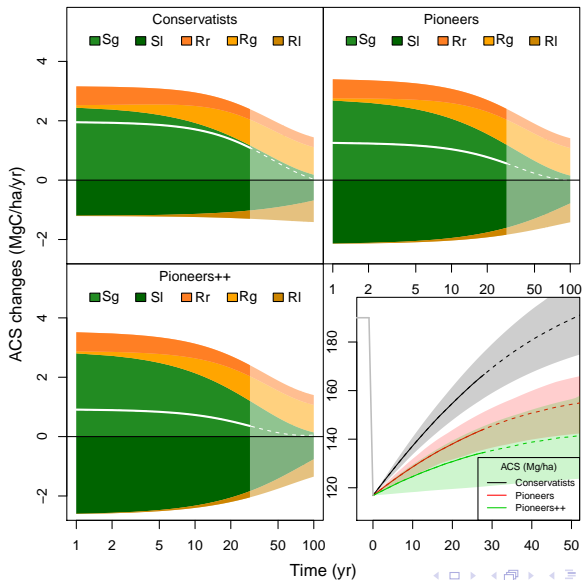 Conservatists
Sg Sl Rr Rg Rl
Pioneers
Sg Sl Rr Rg Rl
4
2
0
−2
1 2 5 10 20 50 100
Pioneers++
Sg Sl Rr Rg Rl
4
2
0
−2
1 2 5 10 20 50 100
180
160
140
120
0 10 20 30 40 50
ACS (Mg/ha)
Conservatists
Pioneers
Pioneers++
ACS changes (MgC/ha/yr)
Time (yr)